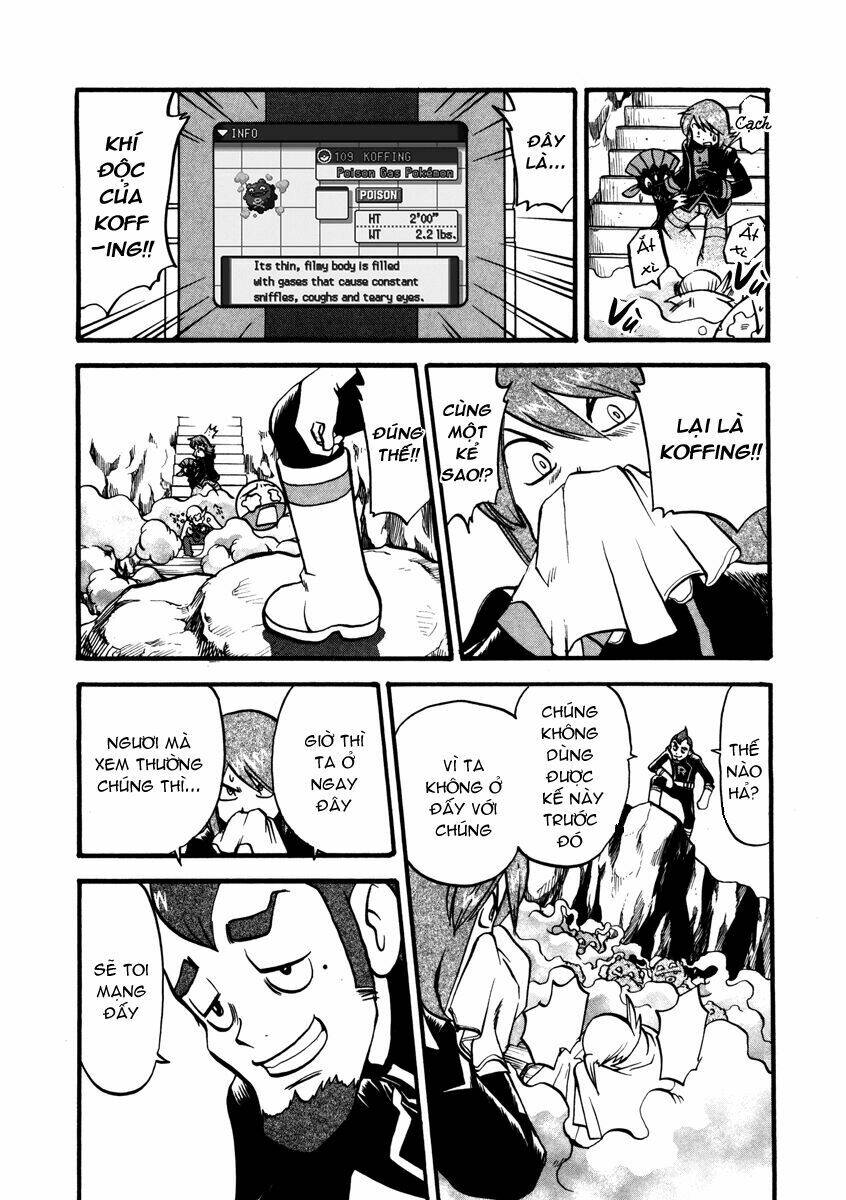 Cạch
Ắt
xì
Ắt
xì
Vù
Vù
ĐÂY
LÀ...
INFO
109 KOFFING
Poison Gas Pokémon
POISON
HT 2'00"
WT 2.2 lbs.
Its thin, filmy body is filled
with gases that cause constant
sniffles, coughs and teary eyes.
KHÍ
ĐỘC CỦA
KOFF
-ING!!
LẠI LÀ
KOFFING!!
CÙNG
MỘT
KẺ
SAO!?
ĐÚNG
THẾ!!
THẾ
NÀO
HẢ?
CHÚNG
KHÔNG
DÙNG
ĐƯỢC
KẾ NÀY
TRƯỚC
ĐÓ
VÌ TA
KHÔNG Ở
ĐẤY VỚI
CHÚNG
GIỜ THÌ
TA Ở
NGAY
ĐÂY
NGƯƠI MÀ
XEM THƯỜNG
CHÚNG THÌ...
SẼ TOI
MẠNG
ĐẤY